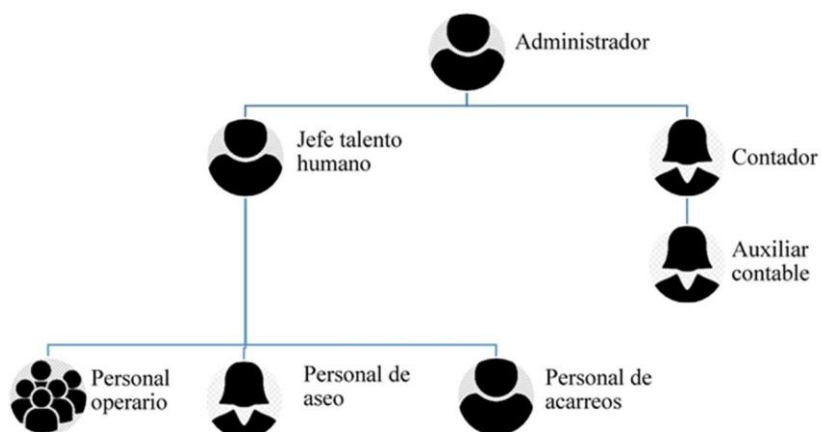 Administrador
Jefe talento
humano
Contador
Auxiliar
contable
Personal
operario
Personal de
aseo
Personal de
acarreos